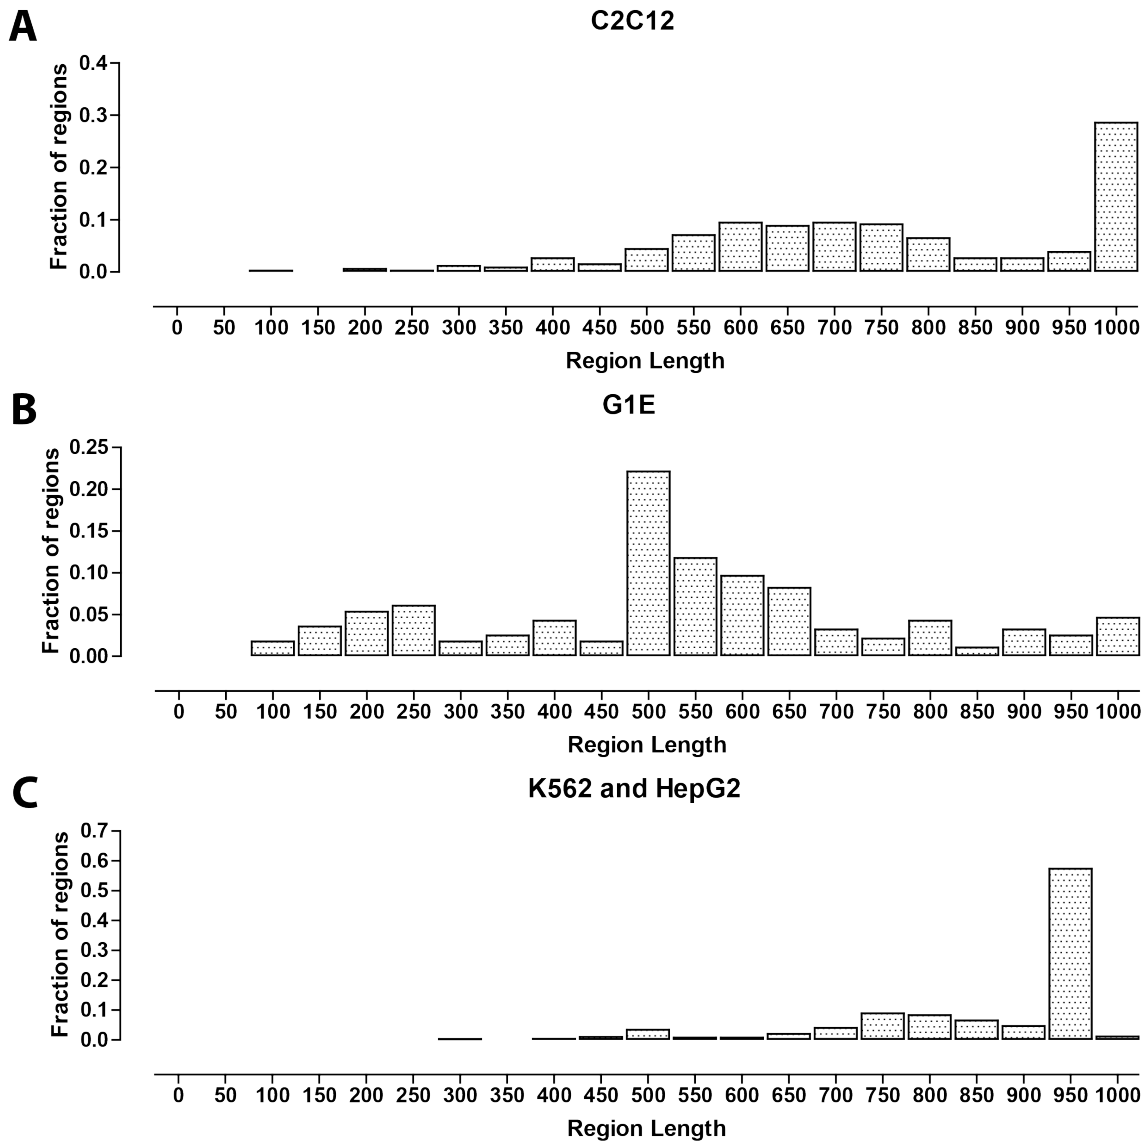 A
C2C12
Fraction of regions
0.4
0.3
0.2
0.1
0.0
0 50 100 150 200 250 300 350 400 450 500 550 600 650 700 750 800 850 900 950 1000
Region Length
B
G1E
Fraction of regions
0.25
0.20
0.15
0.10
0.05
0.00
0 50 100 150 200 250 300 350 400 450 500 550 600 650 700 750 800 850 900 950 1000
Region Length
C
K562 and HepG2
Fraction of regions
0.7
0.6
0.5
0.4
0.3
0.2
0.1
0.0
0 50 100 150 200 250 300 350 400 450 500 550 600 650 700 750 800 850 900 950 1000
Region Length